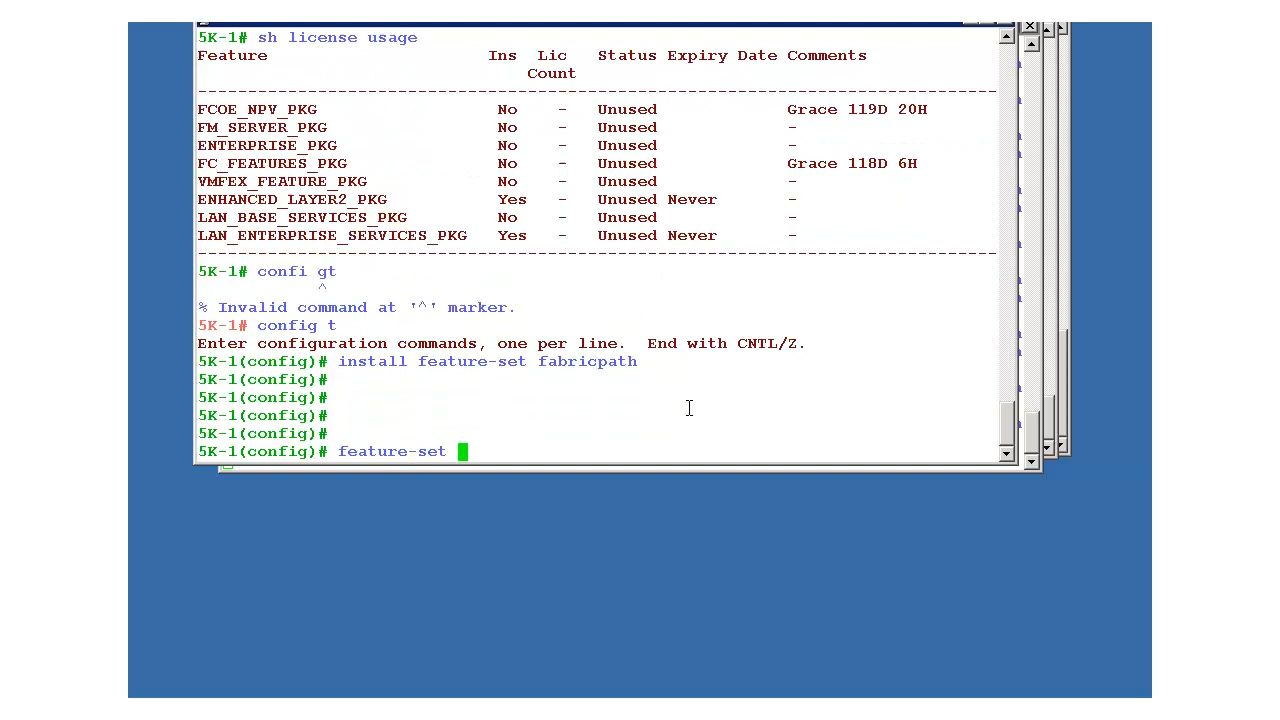 5K-1# sh license usage
Feature Ins Lic Status Expiry Date Comments
Count
--------------------------------------------------------------------------------
FCOE_NPV_PKG No - Unused Grace 119D 20H
FM_SERVER_PKG No - Unused -
ENTERPRISE_PKG No - Unused -
FC_FEATURES_PKG No - Unused Grace 118D 6H
VMFEX_FEATURE_PKG No - Unused -
ENHANCED_LAYER2_PKG Yes - Unused Never -
LAN_BASE_SERVICES_PKG No - Unused -
LAN_ENTERPRISE_SERVICES_PKG Yes - Unused Never -
--------------------------------------------------------------------------------
5K-1# confi gt
^
% Invalid command at '^' marker.
5K-1# config t
Enter configuration commands, one per line. End with CNTL/Z.
5K-1(config)# install feature-set fabricpath
5K-1(config)#
5K-1(config)#
5K-1(config)#
5K-1(config)#
5K-1(config)# feature-set